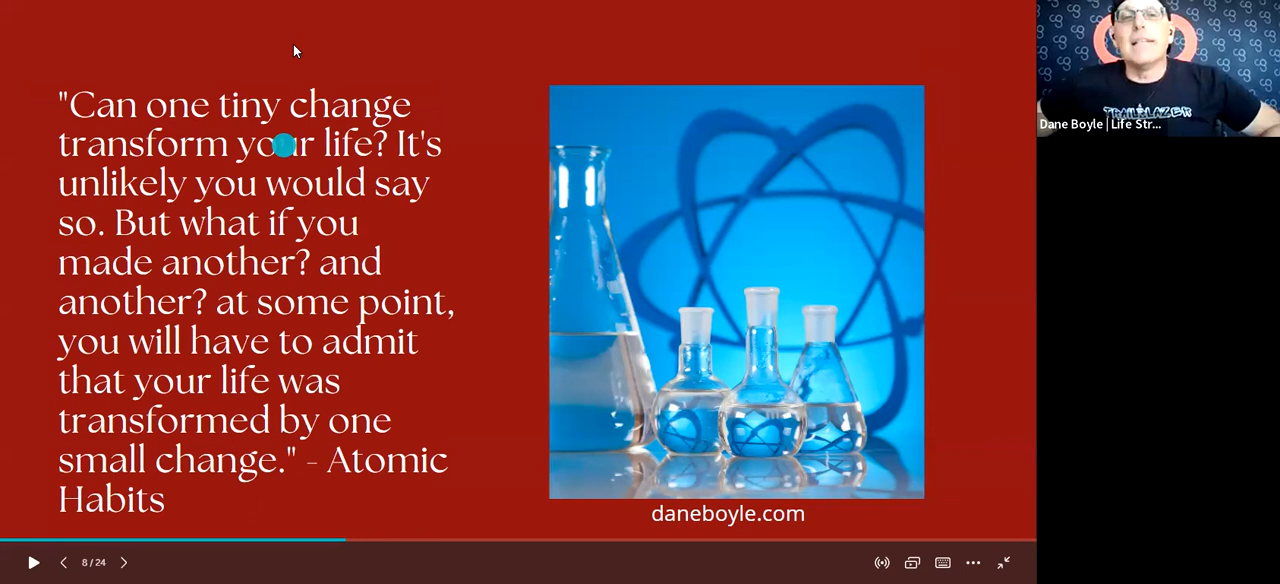 "Can one tiny change
transform your life? It's
unlikely you would say
so. But what if you
made another? and
another? at some point,
you will have to admit
that your life was
transformed by one
small change." - Atomic
Habits
daneboyle.com
8 / 24
TRAILBLAZER
Dane Boyle | Life Str...